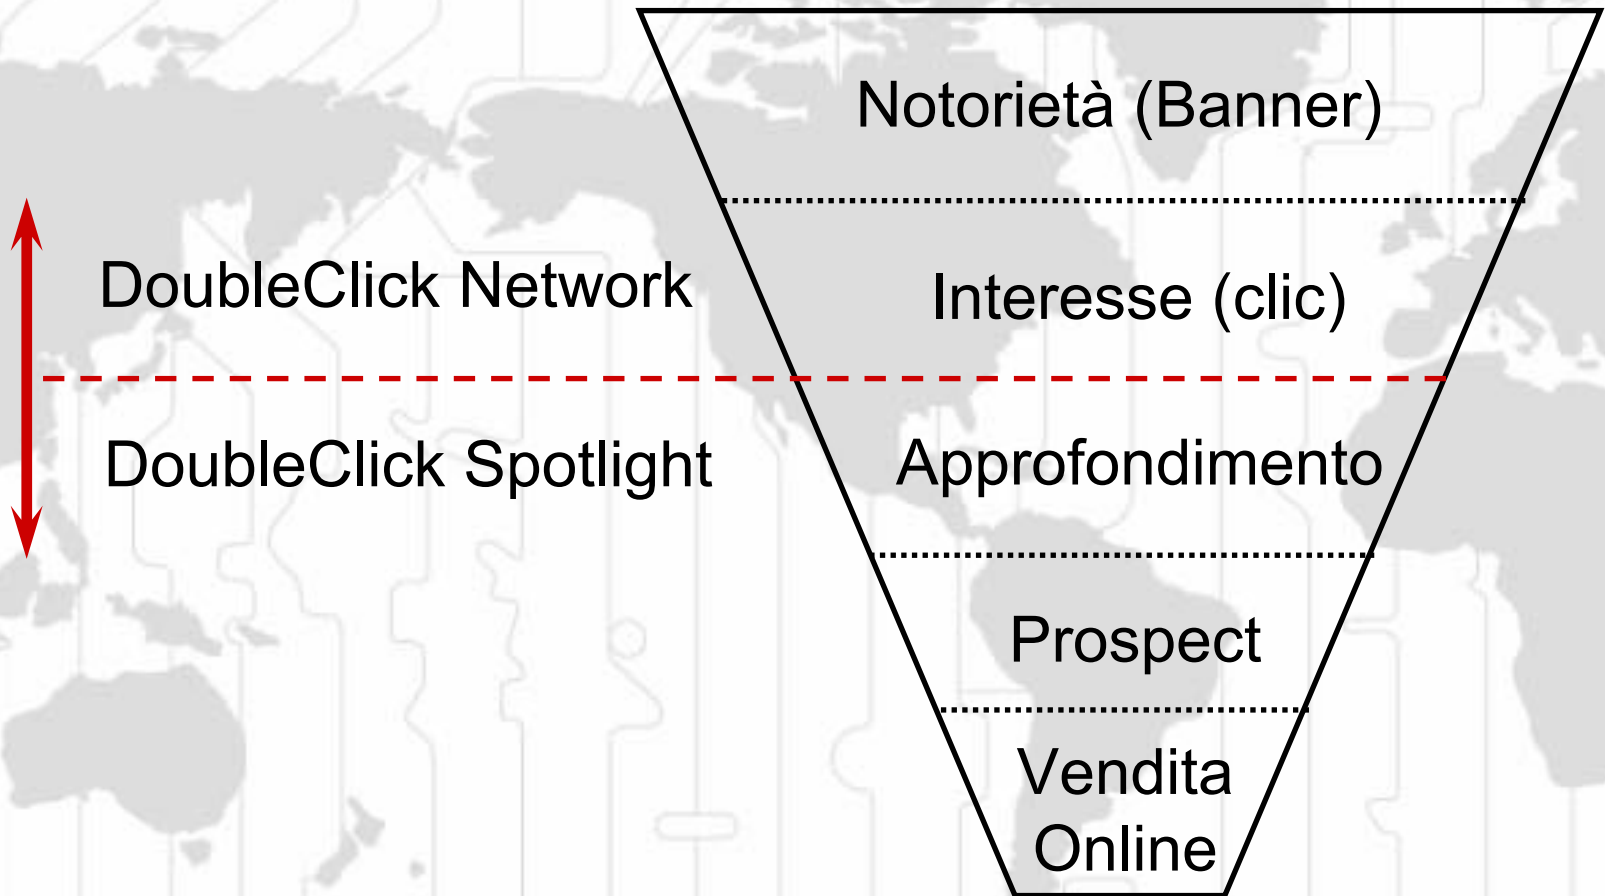 Notorietà (Banner)
DoubleClick Network
Interesse (clic)
DoubleClick Spotlight
Approfondimento
Prospect
Vendita
Online